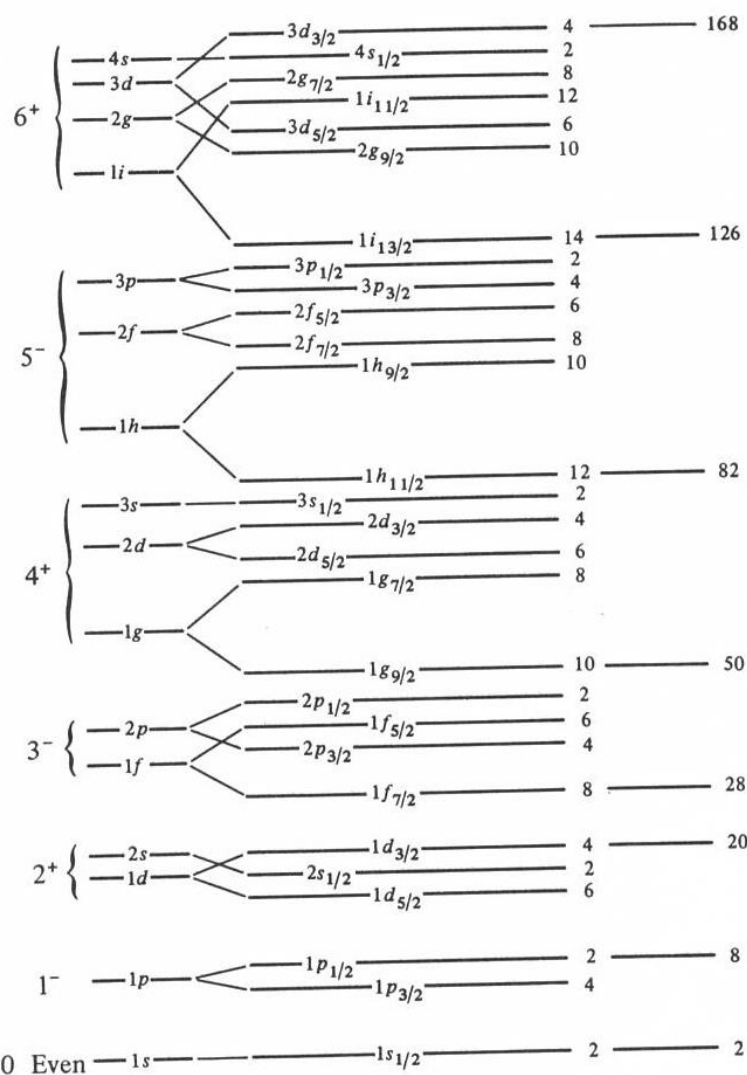 3d3/2 4 168
4s 4s1/2 2
3d 2g7/2 8
6+ 1i11/2 12
2g 3d5/2 6
2g9/2 10
1i
1i13/2 14 126
3p1/2 2
3p 3p3/2 4
2f5/2 6
2f
2f7/2 8
5− 1h9/2 10
1h
1h11/2 12 82
3s 3s1/2 2
2d3/2 4
2d
2d5/2 6
4+ 1g7/2 8
1g
1g9/2 10 50
2p1/2 2
2p 1f5/2 6
3− 2p3/2 4
1f
1f7/2 8 28
1d3/2 4 20
2s
2+ 2s1/2 2
1d
1d5/2 6
1p1/2 2 8
1− 1p
1p3/2 4
0 Even 1s 1s1/2 2 2